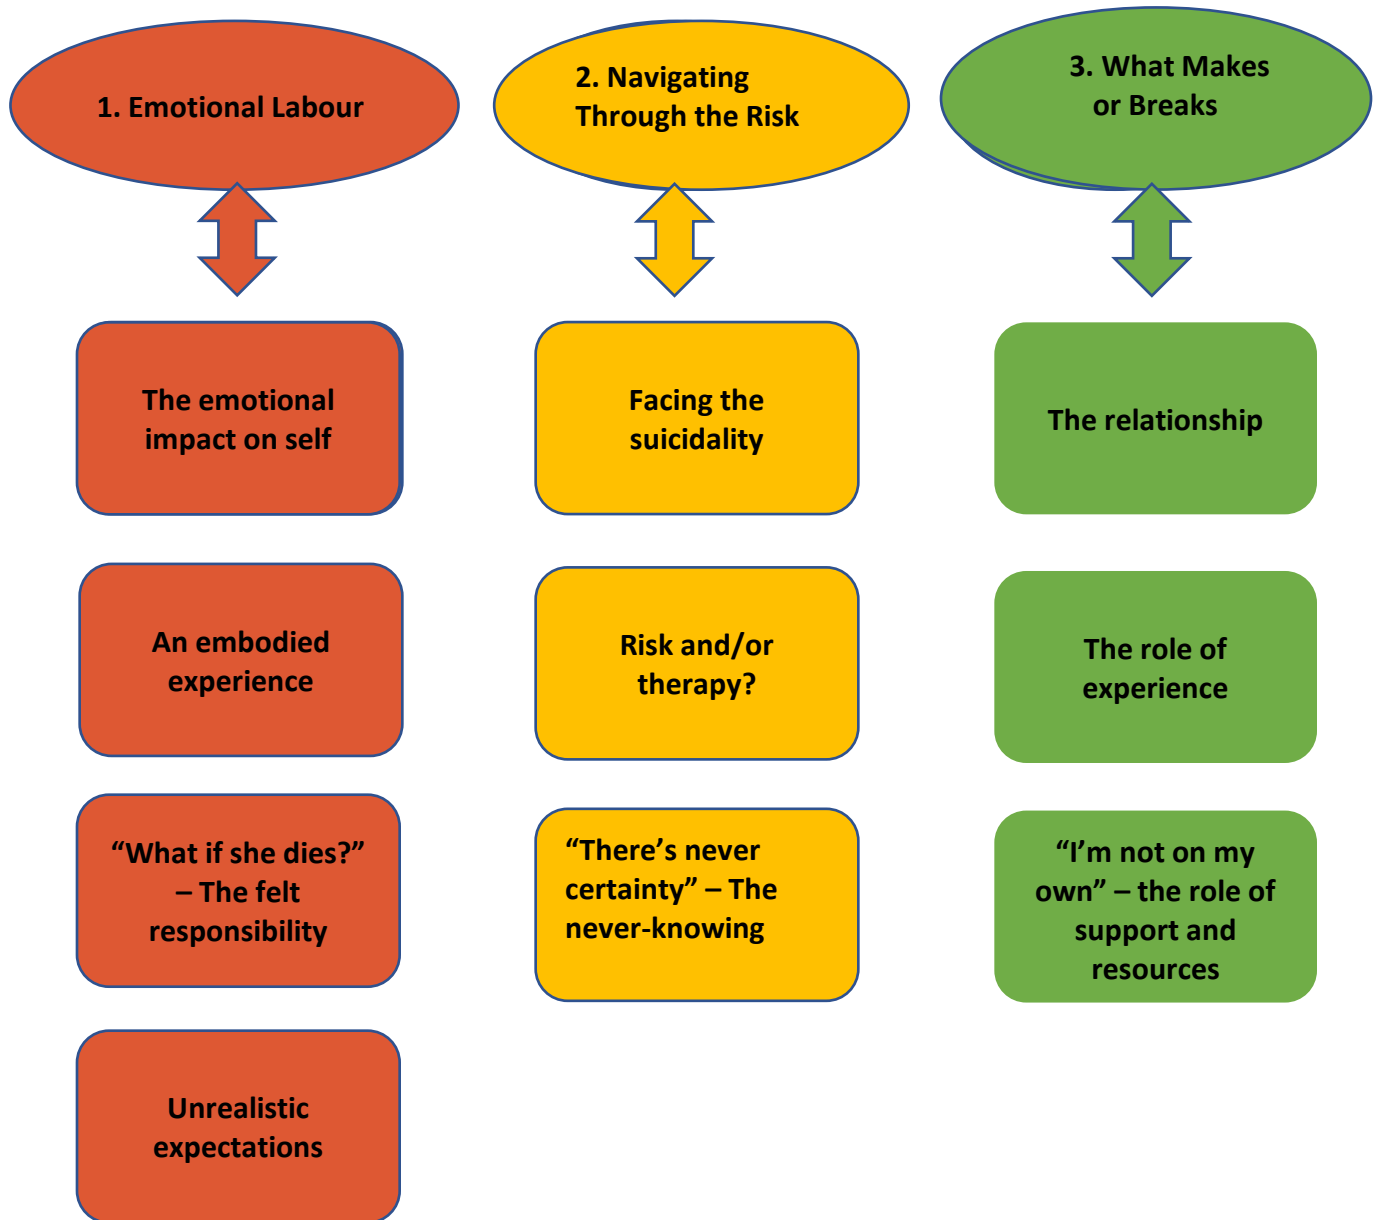 1. Emotional Labour
2. Navigating
Through the Risk
3. What Makes
or Breaks
The emotional
impact on self
Facing the
suicidality
The relationship
An embodied
experience
Risk and/or
therapy?
The role of
experience
“What if she dies?”
– The felt
responsibility
“There’s never
certainty” – The
never-knowing
“I’m not on my
own” – the role of
support and
resources
Unrealistic
expectations